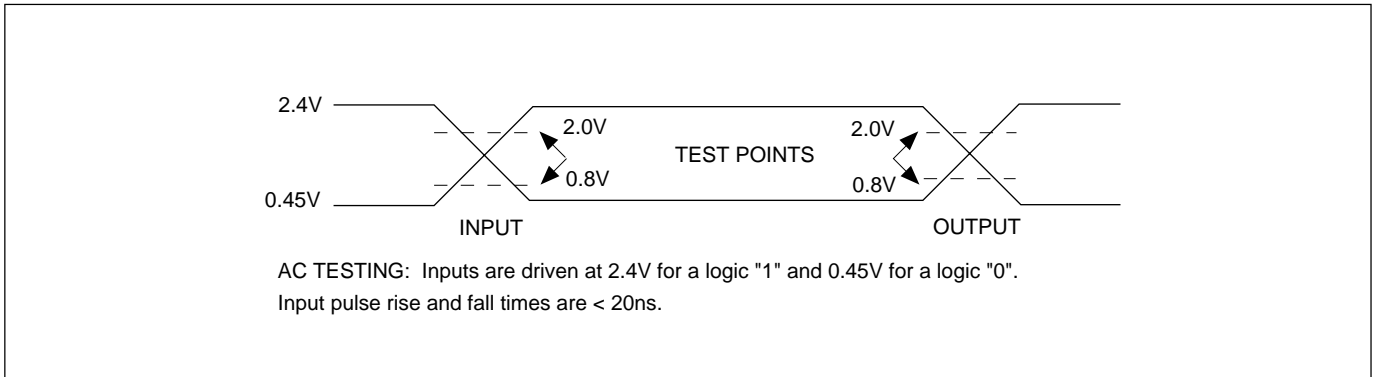 2.4V
2.0V
2.0V
TEST POINTS
0.8V
0.8V
0.45V
INPUT
OUTPUT
AC TESTING: Inputs are driven at 2.4V for a logic "1" and 0.45V for a logic "0".
Input pulse rise and fall times are < 20ns.